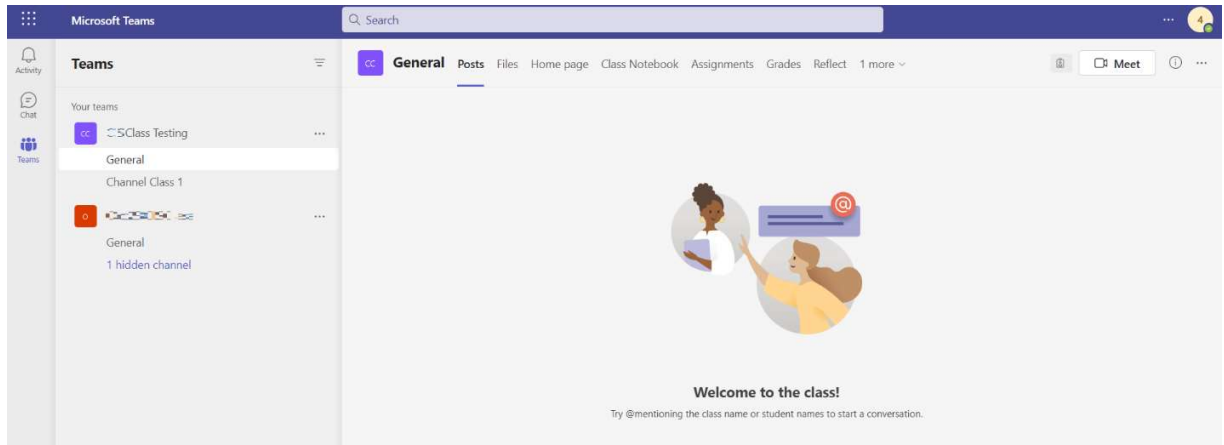 Microsoft Teams
Search
4
Activity
Chat
Teams
Teams
Your teams
CC
Class Testing
General
Channel Class 1
O
General
1 hidden channel
CC General Posts Files Home page Class Notebook Assignments Grades Reflect 1 more
Meet
@
Welcome to the class!
Try @mentioning the class name or student names to start a conversation.